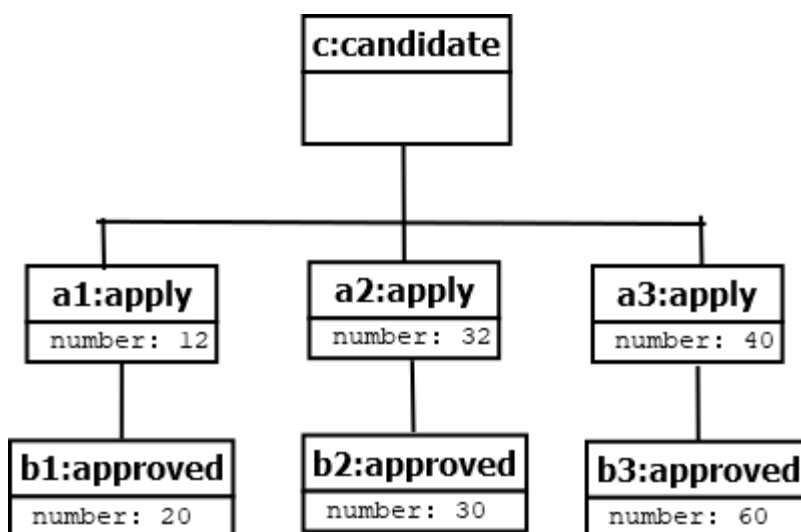 c:candidate
a1:apply
number: 12
a2:apply
number: 32
a3:apply
number: 40
b1:approved
number: 20
b2:approved
number: 30
b3:approved
number: 60